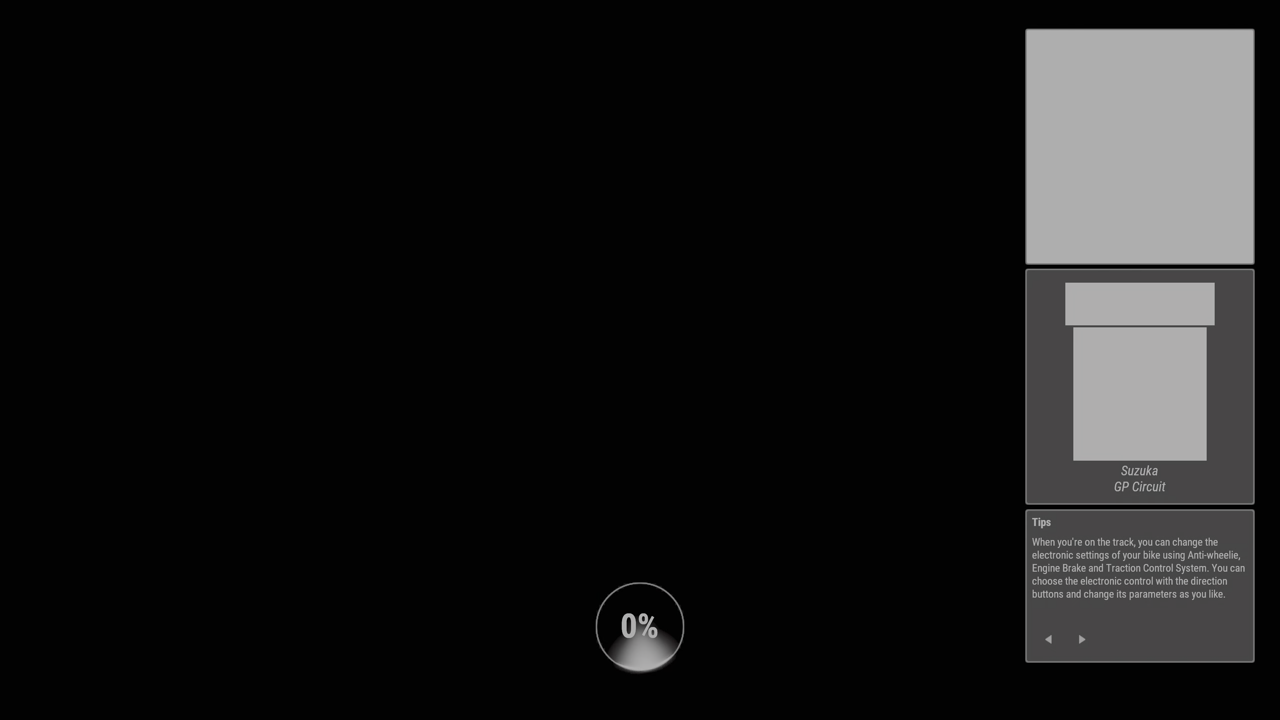 Suzuka
GP Circuit
Tips
When you're on the track, you can change the
electronic settings of your bike using Anti-wheelie,
Engine Brake and Traction Control System. You can
choose the electronic control with the direction
buttons and change its parameters as you like.
0%